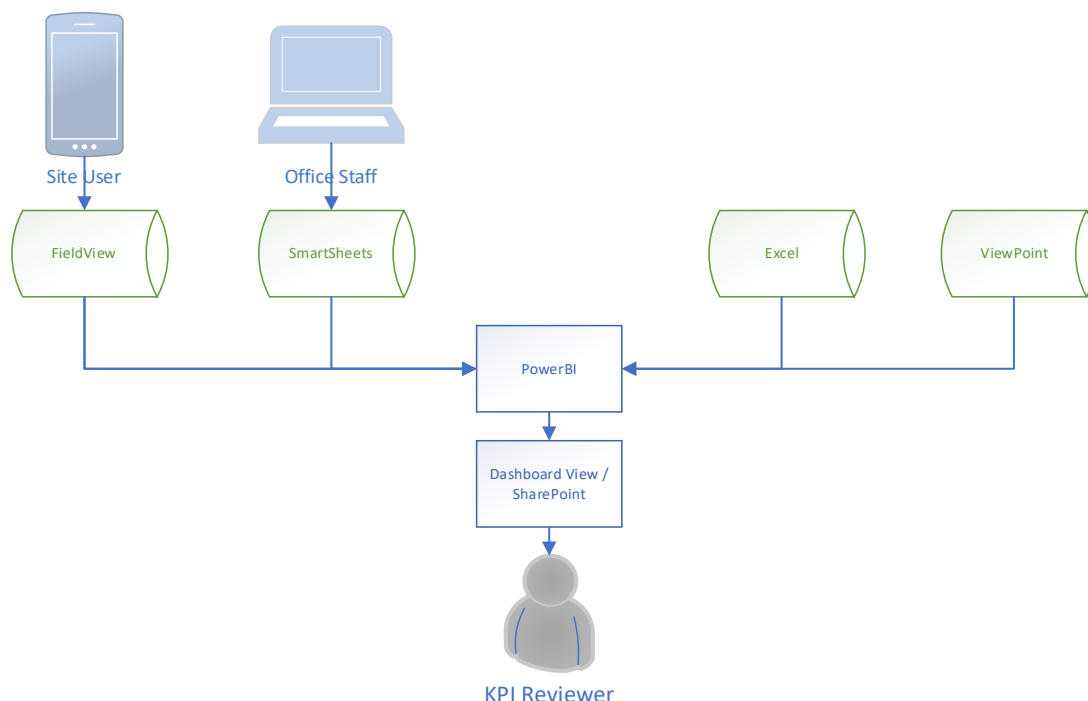 Site User
Office Staff
FieldView
SmartSheets
Excel
ViewPoint
PowerBI
Dashboard View /
SharePoint
KPI Reviewer